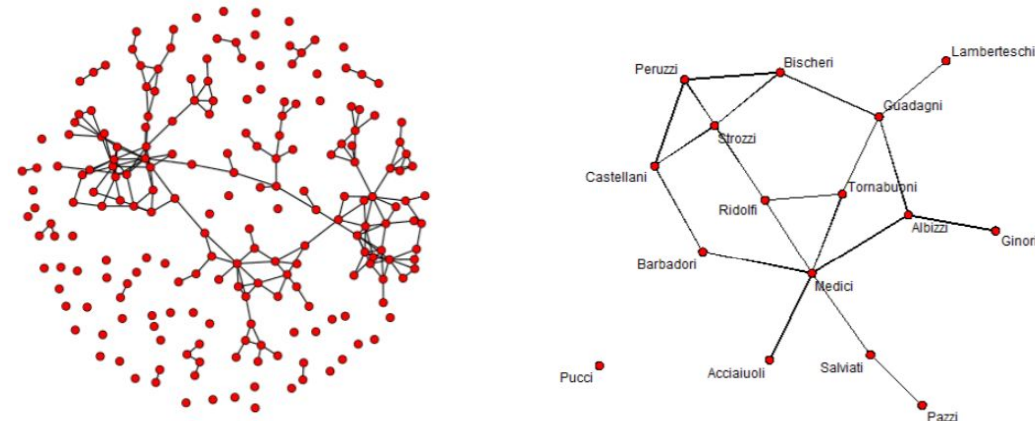 Lamberteschi
Bischeri
Peruzzi
Guadagni
Strozzi
Castellani
Tornabuoni
Ridolfi
Albizzi
Ginori
Barbadori
Medici
Acciaiuoli
Salviati
Pucci
Pazzi